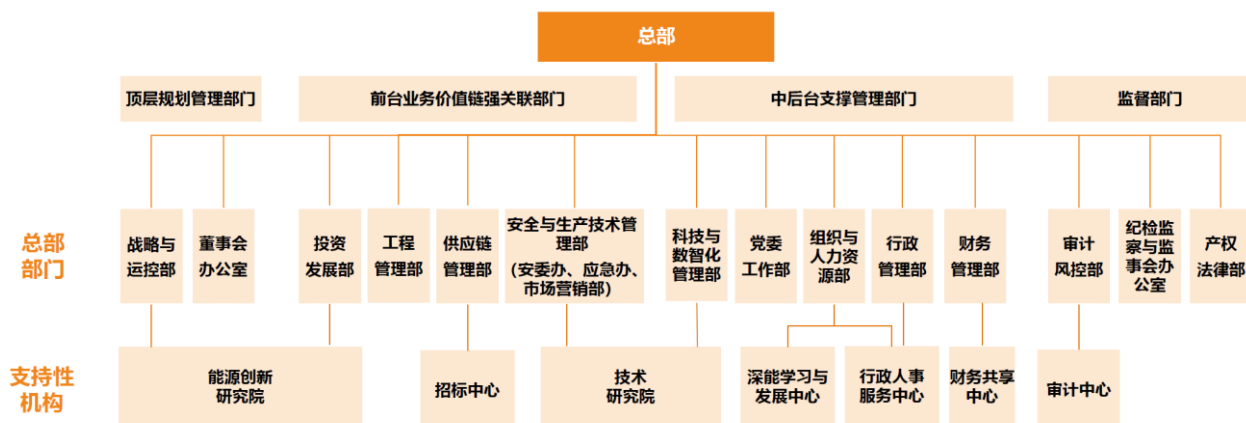 总部
顶层规划管理部门
前台业务价值链强关联部门
中后台支撑管理部门
监督部门
总部
部门
战略与
运控部
董事会
办公室
投资
发展部
工程
管理部
供应链
管理部
安全与生产技术管
理部
（安委办、应急办、
市场营销部）
科技与
数智化
管理部
党委
工作部
组织与
人力资
源部
行政
管理部
财务
管理部
审计
风控部
纪检监
察与监
事会办
公室
产权
法律部
支持性
机构
能源创新
研究院
招标中心
技术
研究院
深能学习与
发展中心
行政人事
服务中心
财务共享
中心
审计中心